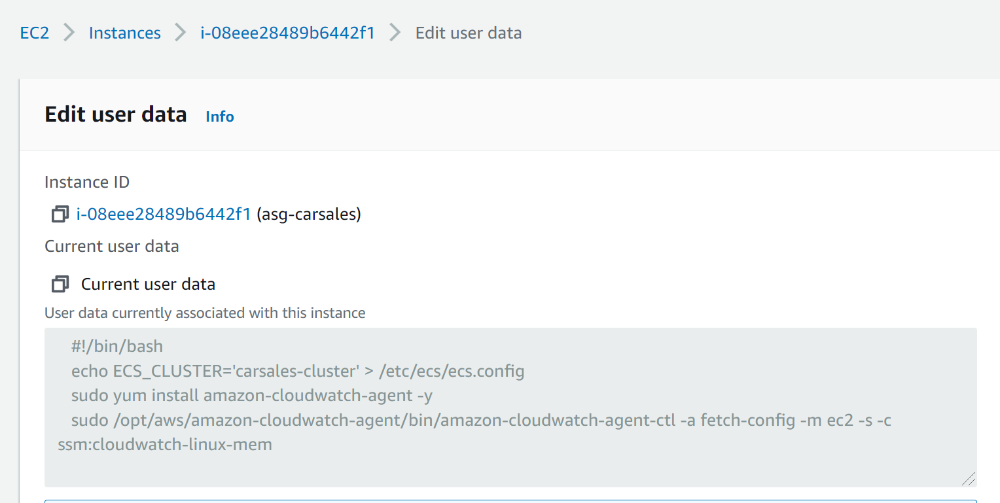 EC2 > Instances > i-08eee28489b6442f1 > Edit user data
Edit user data Info
Instance ID
i-08eee28489b6442f1 (asg-carsales)
Current user data
Current user data
User data currently associated with this instance
#!/bin/bash
echo ECS_CLUSTER='carsales-cluster' > /etc/ecs/ecs.config
sudo yum install amazon-cloudwatch-agent -y
sudo /opt/aws/amazon-cloudwatch-agent/bin/amazon-cloudwatch-agent-ctl -a fetch-config -m ec2 -s -c
ssm:cloudwatch-linux-mem